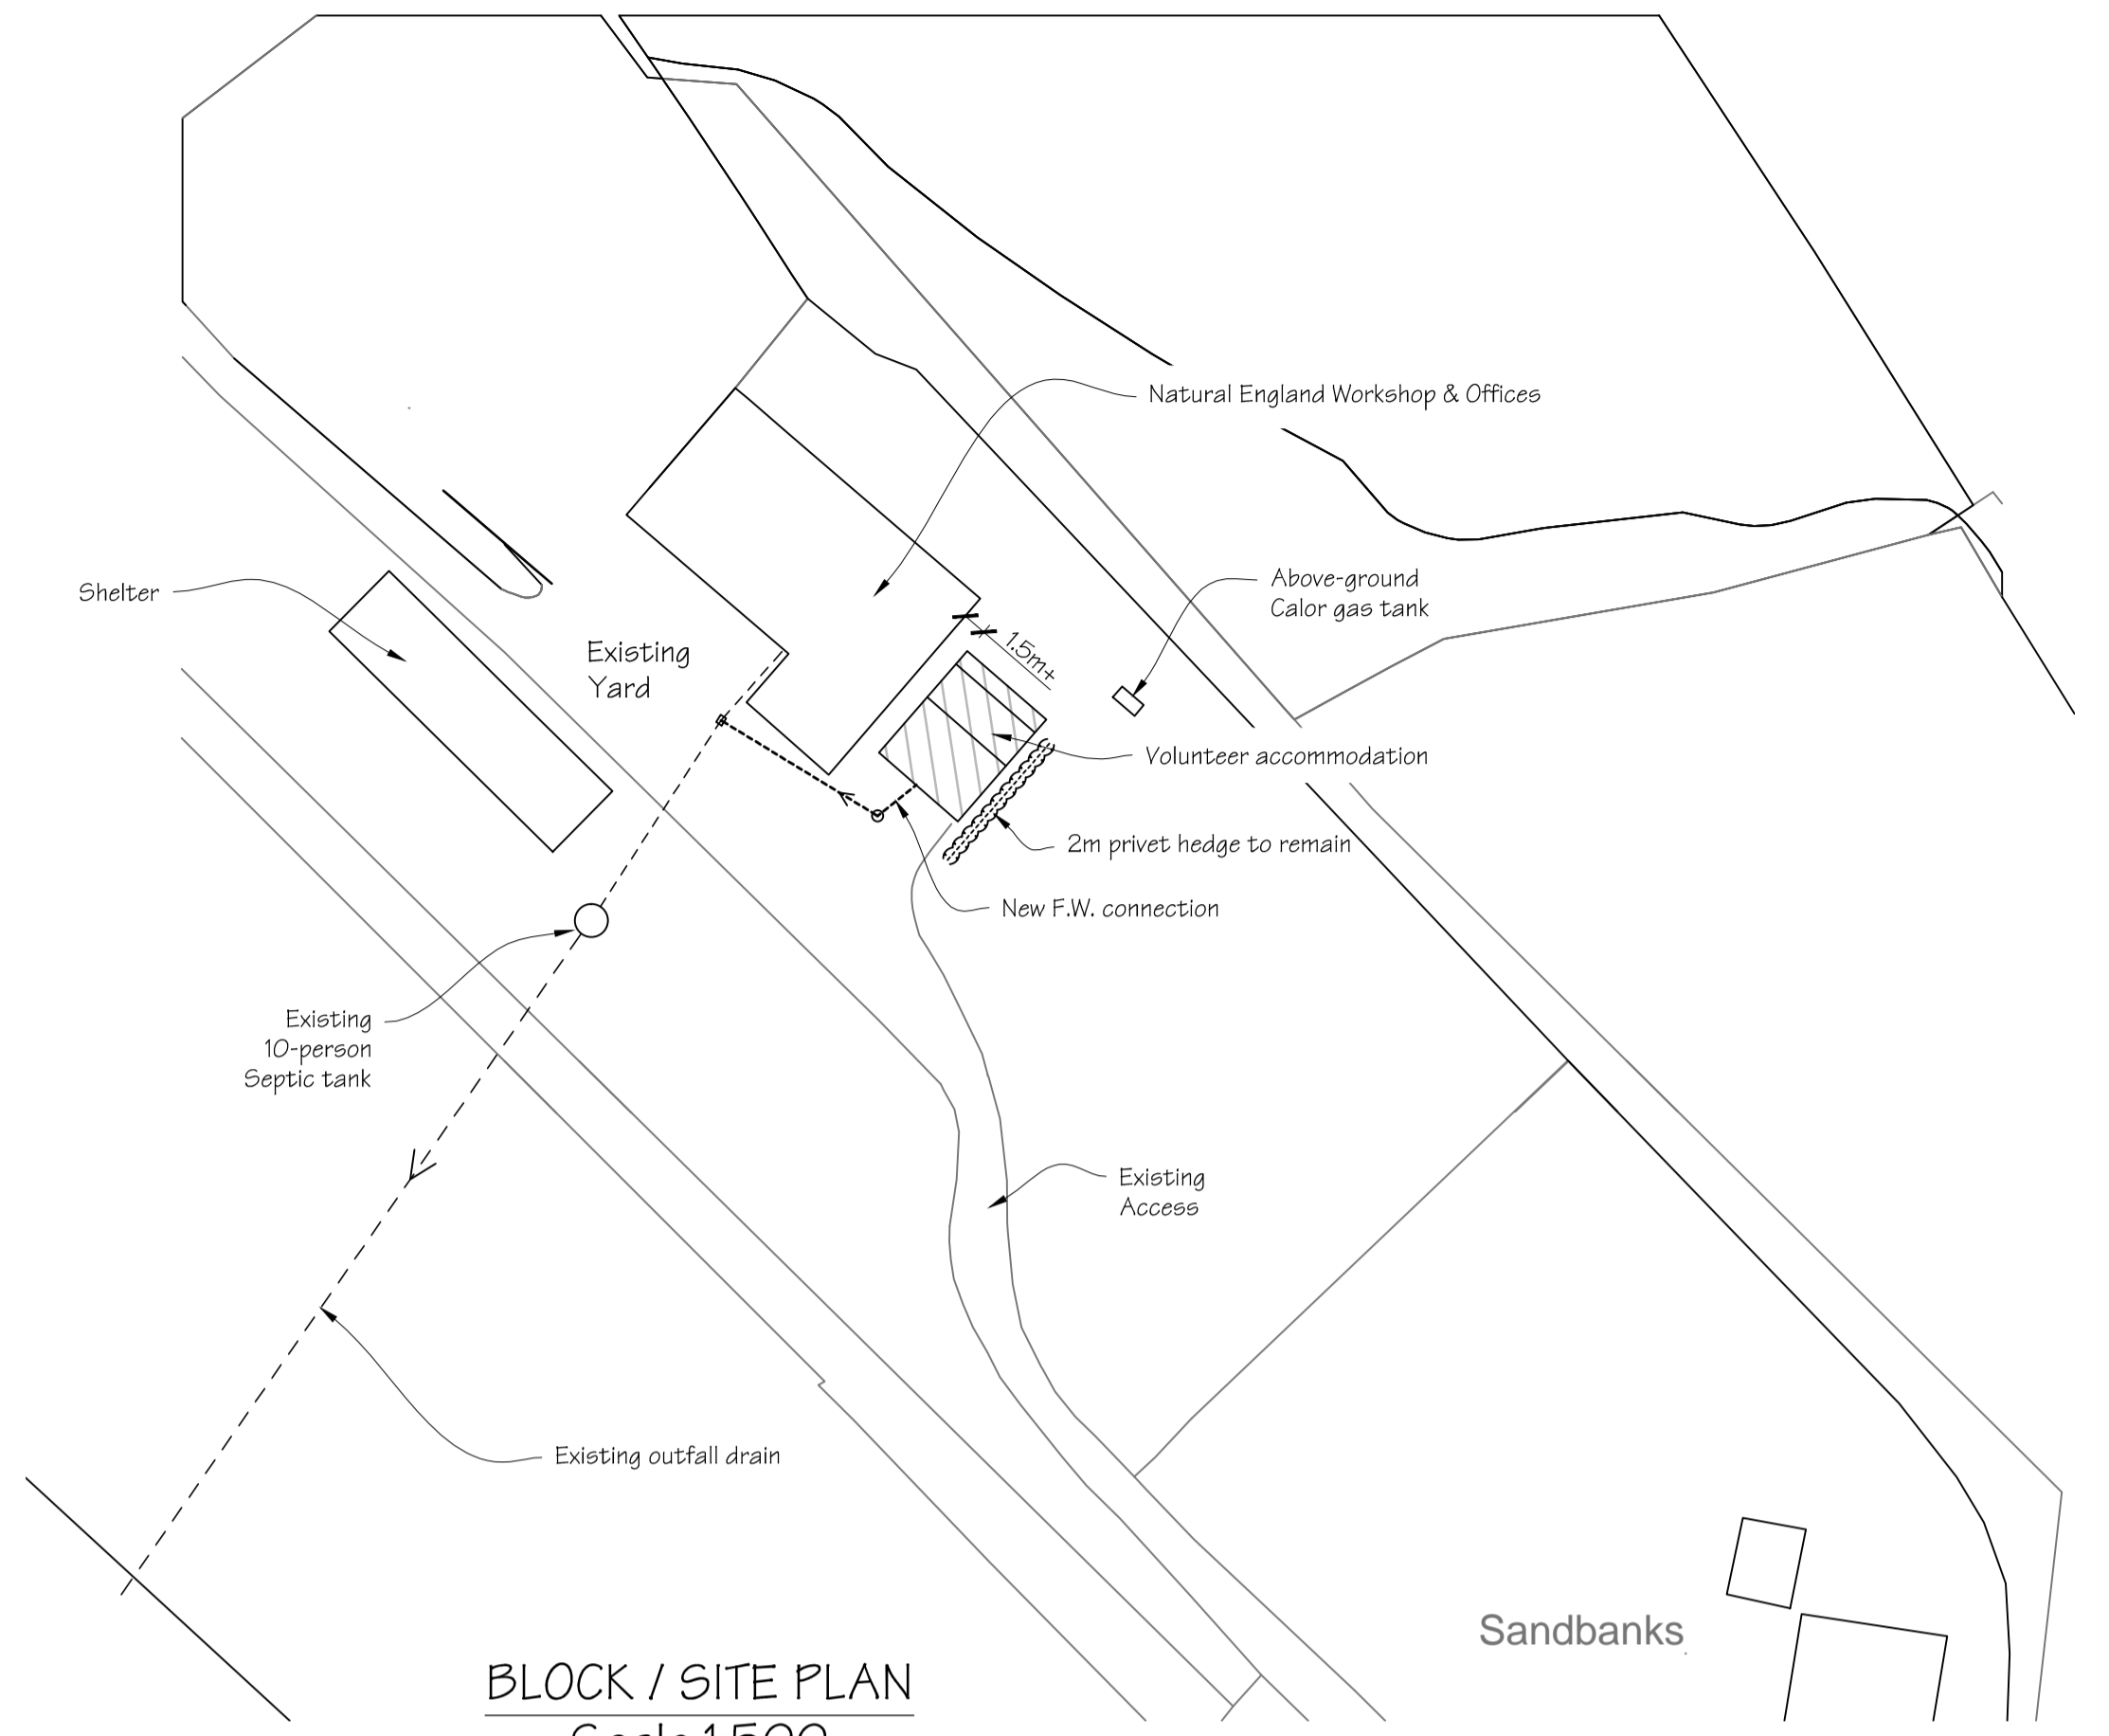 Natural England Workshop & Offices
Above-ground
Calor gas tank
Shelter
Existing
Yard
1.5m+
Volunteer accommodation
2m privet hedge to remain
New F.W. connection
Existing
10-person
Septic tank
Existing
Access
Existing outfall drain
Sandbanks
BLOCK / SITE PLAN